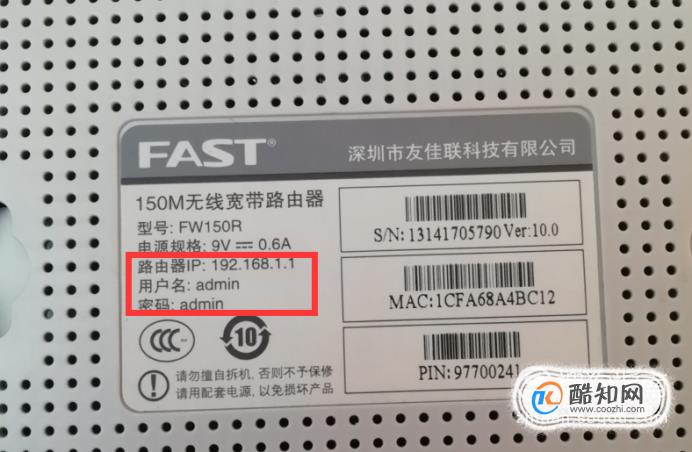 FAST®
深圳市友佳联科技有限公司
150M无线宽带路由器
型号: FW150R
电源规格: 9V⎓0.6A
路由器IP: 192.168.1.1
用户名: admin
密码: admin
S/N: 13141705790 Ver:10.0
MAC:1CFA68A4BC12
PIN:97700241
CCC
10
请勿擅自拆机, 否则不予保修
请用配套电源, 以免损坏产品
酷知网
www.coozhi.com